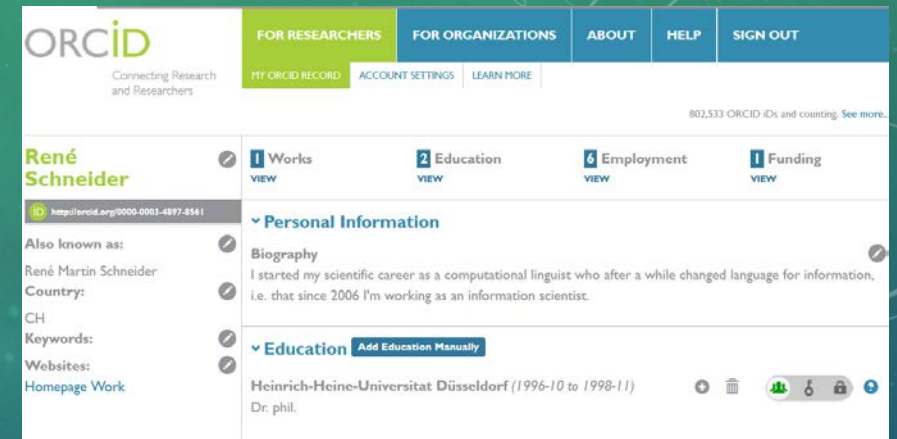 ORCiD
Connecting Research
and Researchers
FOR RESEARCHERS FOR ORGANIZATIONS ABOUT HELP SIGN OUT
MY ORCID RECORD ACCOUNT SETTINGS LEARN MORE
802,533 ORCID iDs and counting. See more...
René
Schneider
iD http://orcid.org/0000-0003-4897-8561
Also known as:
René Martin Schneider
Country:
CH
Keywords:
Websites:
Homepage Work
1 Works 2 Education 6 Employment 1 Funding
VIEW VIEW VIEW VIEW
Personal Information
Biography
I started my scientific career as a computational linguist who after a while changed language for information,
i.e. that since 2006 I'm working as an information scientist.
Education Add Education Manually
Heinrich-Heine-Universitat Düsseldorf (1996-10 to 1998-11)
Dr. phil.